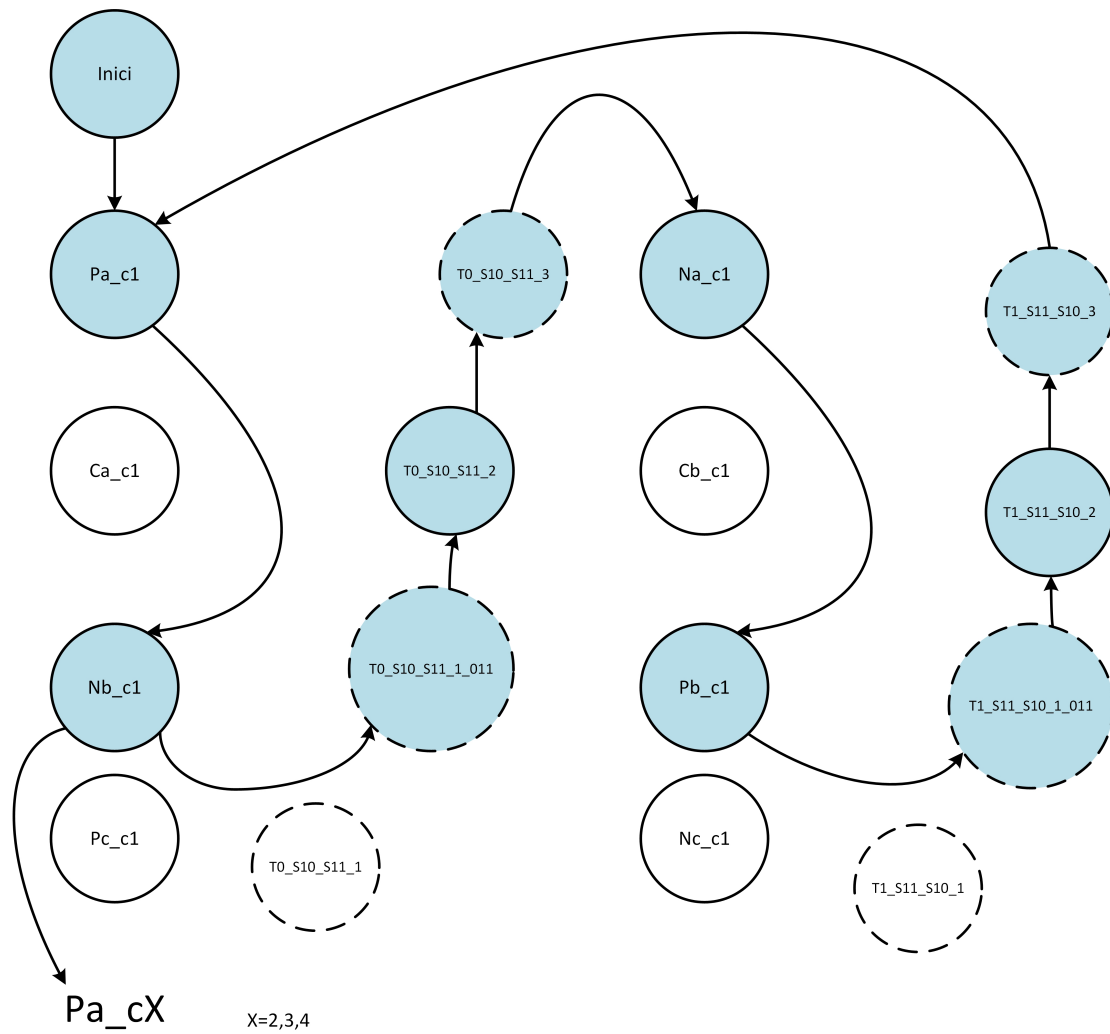 Inici
Pa_c1
T0_S10_S11_3
Na_c1
T1_S11_S10_3
Ca_c1
T0_S10_S11_2
Cb_c1
T1_S11_S10_2
Nb_c1
T0_S10_S11_1_011
Pb_c1
T1_S11_S10_1_011
Pc_c1
T0_S10_S11_1
Nc_c1
T1_S11_S10_1
Pa_cX
X=2,3,4